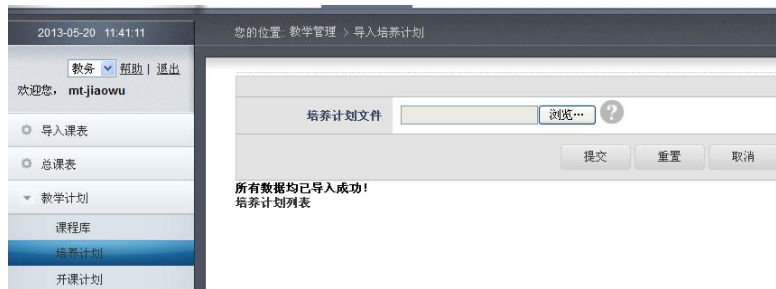 2013-05-20 11:41:11
您的位置: 教学管理 > 导入培养计划
教务 帮助 | 退出
欢迎您, mt-jiaowu
培养计划文件 浏览… ?
导入课表
提交 重置 取消
总课表
所有数据均已导入成功!
教学计划
培养计划列表
课程库
培养计划
开课计划